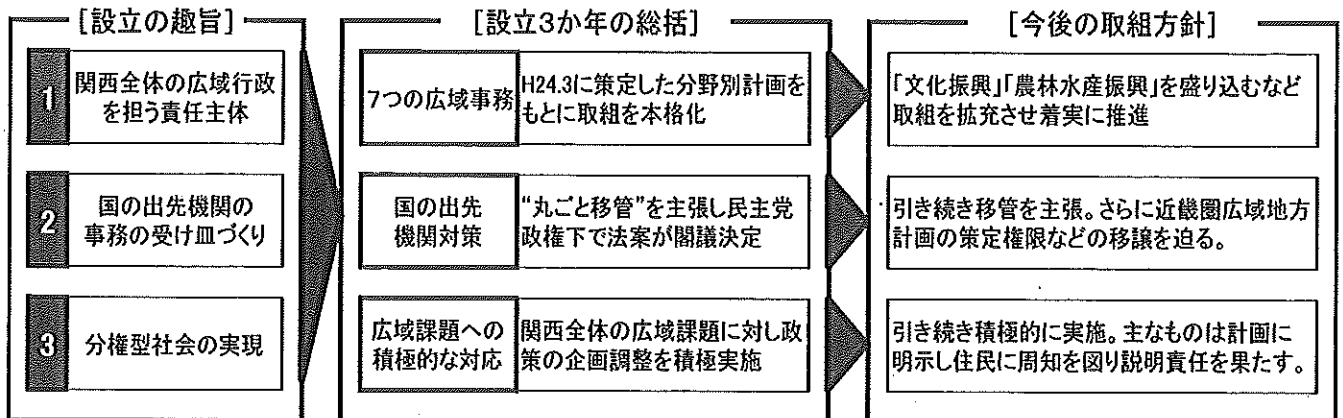 [設立の趣旨]
[設立3か年の総括]
[今後の取組方針]
1
関西全体の広域行政
を担う責任主体
7つの広域事務
H24.3に策定した分野別計画を
もとに取組を本格化
「文化振興」「農林水産振興」を盛り込むなど
取組を拡充させ着実に推進
2
国の出先機関の
事務の受け皿づくり
国の出先
機関対策
“丸ごと移管”を主張し民主党
政権下で法案が閣議決定
引き続き移管を主張。さらに近畿圏広域地方
計画の策定権限などの移譲を迫る。
3
分権型社会の実現
広域課題への
積極的な対応
関西全体の広域課題に対し政
策の企画調整を積極実施
引き続き積極的に実施。主なものは計画に
明示し住民に周知を図り説明責任を果たす。